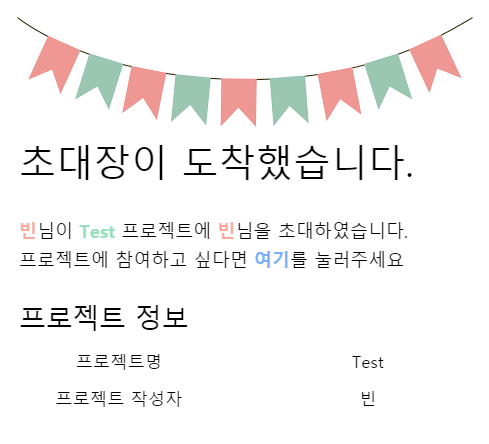 초대장이 도착했습니다.
빈님이 Test 프로젝트에 빈님을 초대하였습니다.
프로젝트에 참여하고 싶다면 여기를 눌러주세요
프로젝트 정보
프로젝트명 Test
프로젝트 작성자 빈